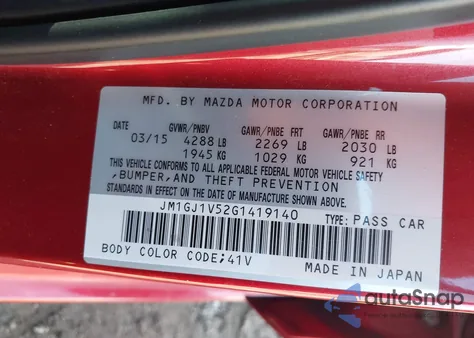 MFD. BY MAZDA MOTOR CORPORATION
DATE GVWR/PNBV GAWR/PNBE FRT GAWR/PNBE RR
03/15 4288 LB 2269 LB 2030 LB
1945 KG 1029 KG 921 KG
THIS VEHICLE CONFORMS TO ALL APPLICABLE FEDERAL MOTOR VEHICLE SAFETY
,BUMPER,AND THEFT PREVENTION
STANDARDS IN EFFECT ON THE DATE OF MANUFACTURE SHOWN ABOVE.
JM1GJ1V52G1419140 TYPE: PASS CAR
BODY COLOR CODE;41V MADE IN JAPAN
autoSnap